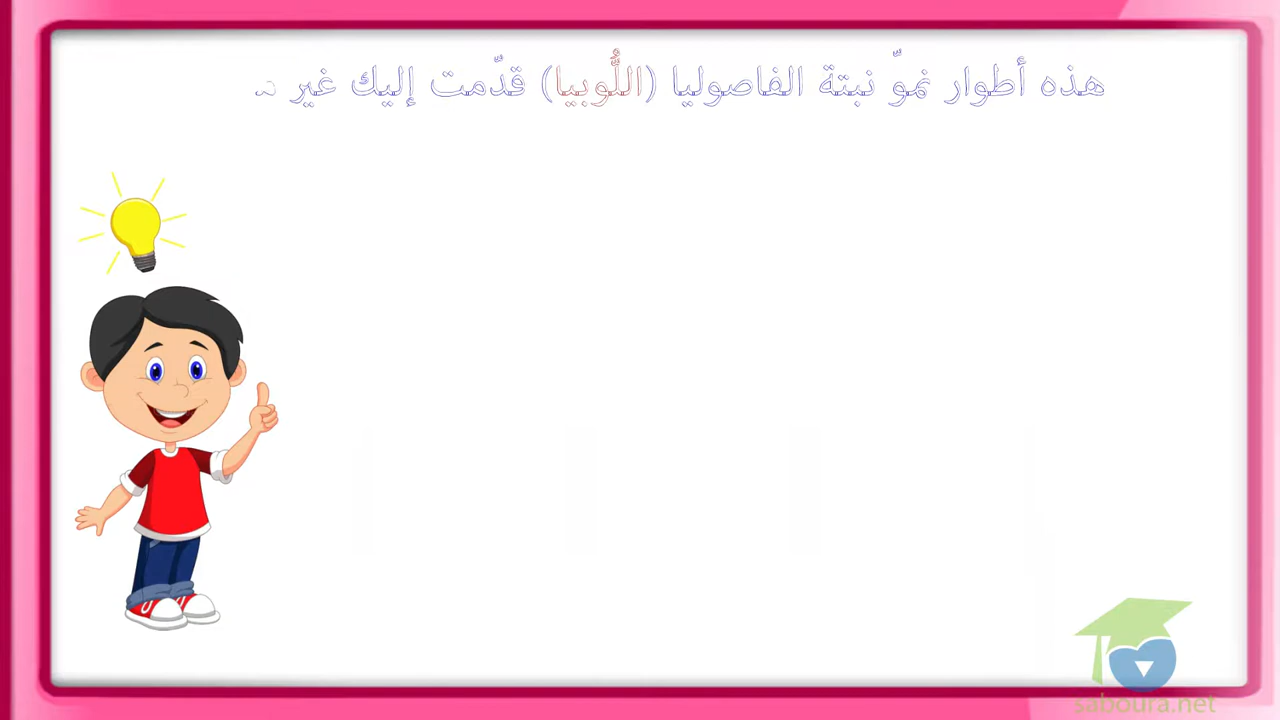 هذه أطوار نموّ نبتة الفاصوليا (اللُّوبيا) قدّمت إليك غير
saboura.net